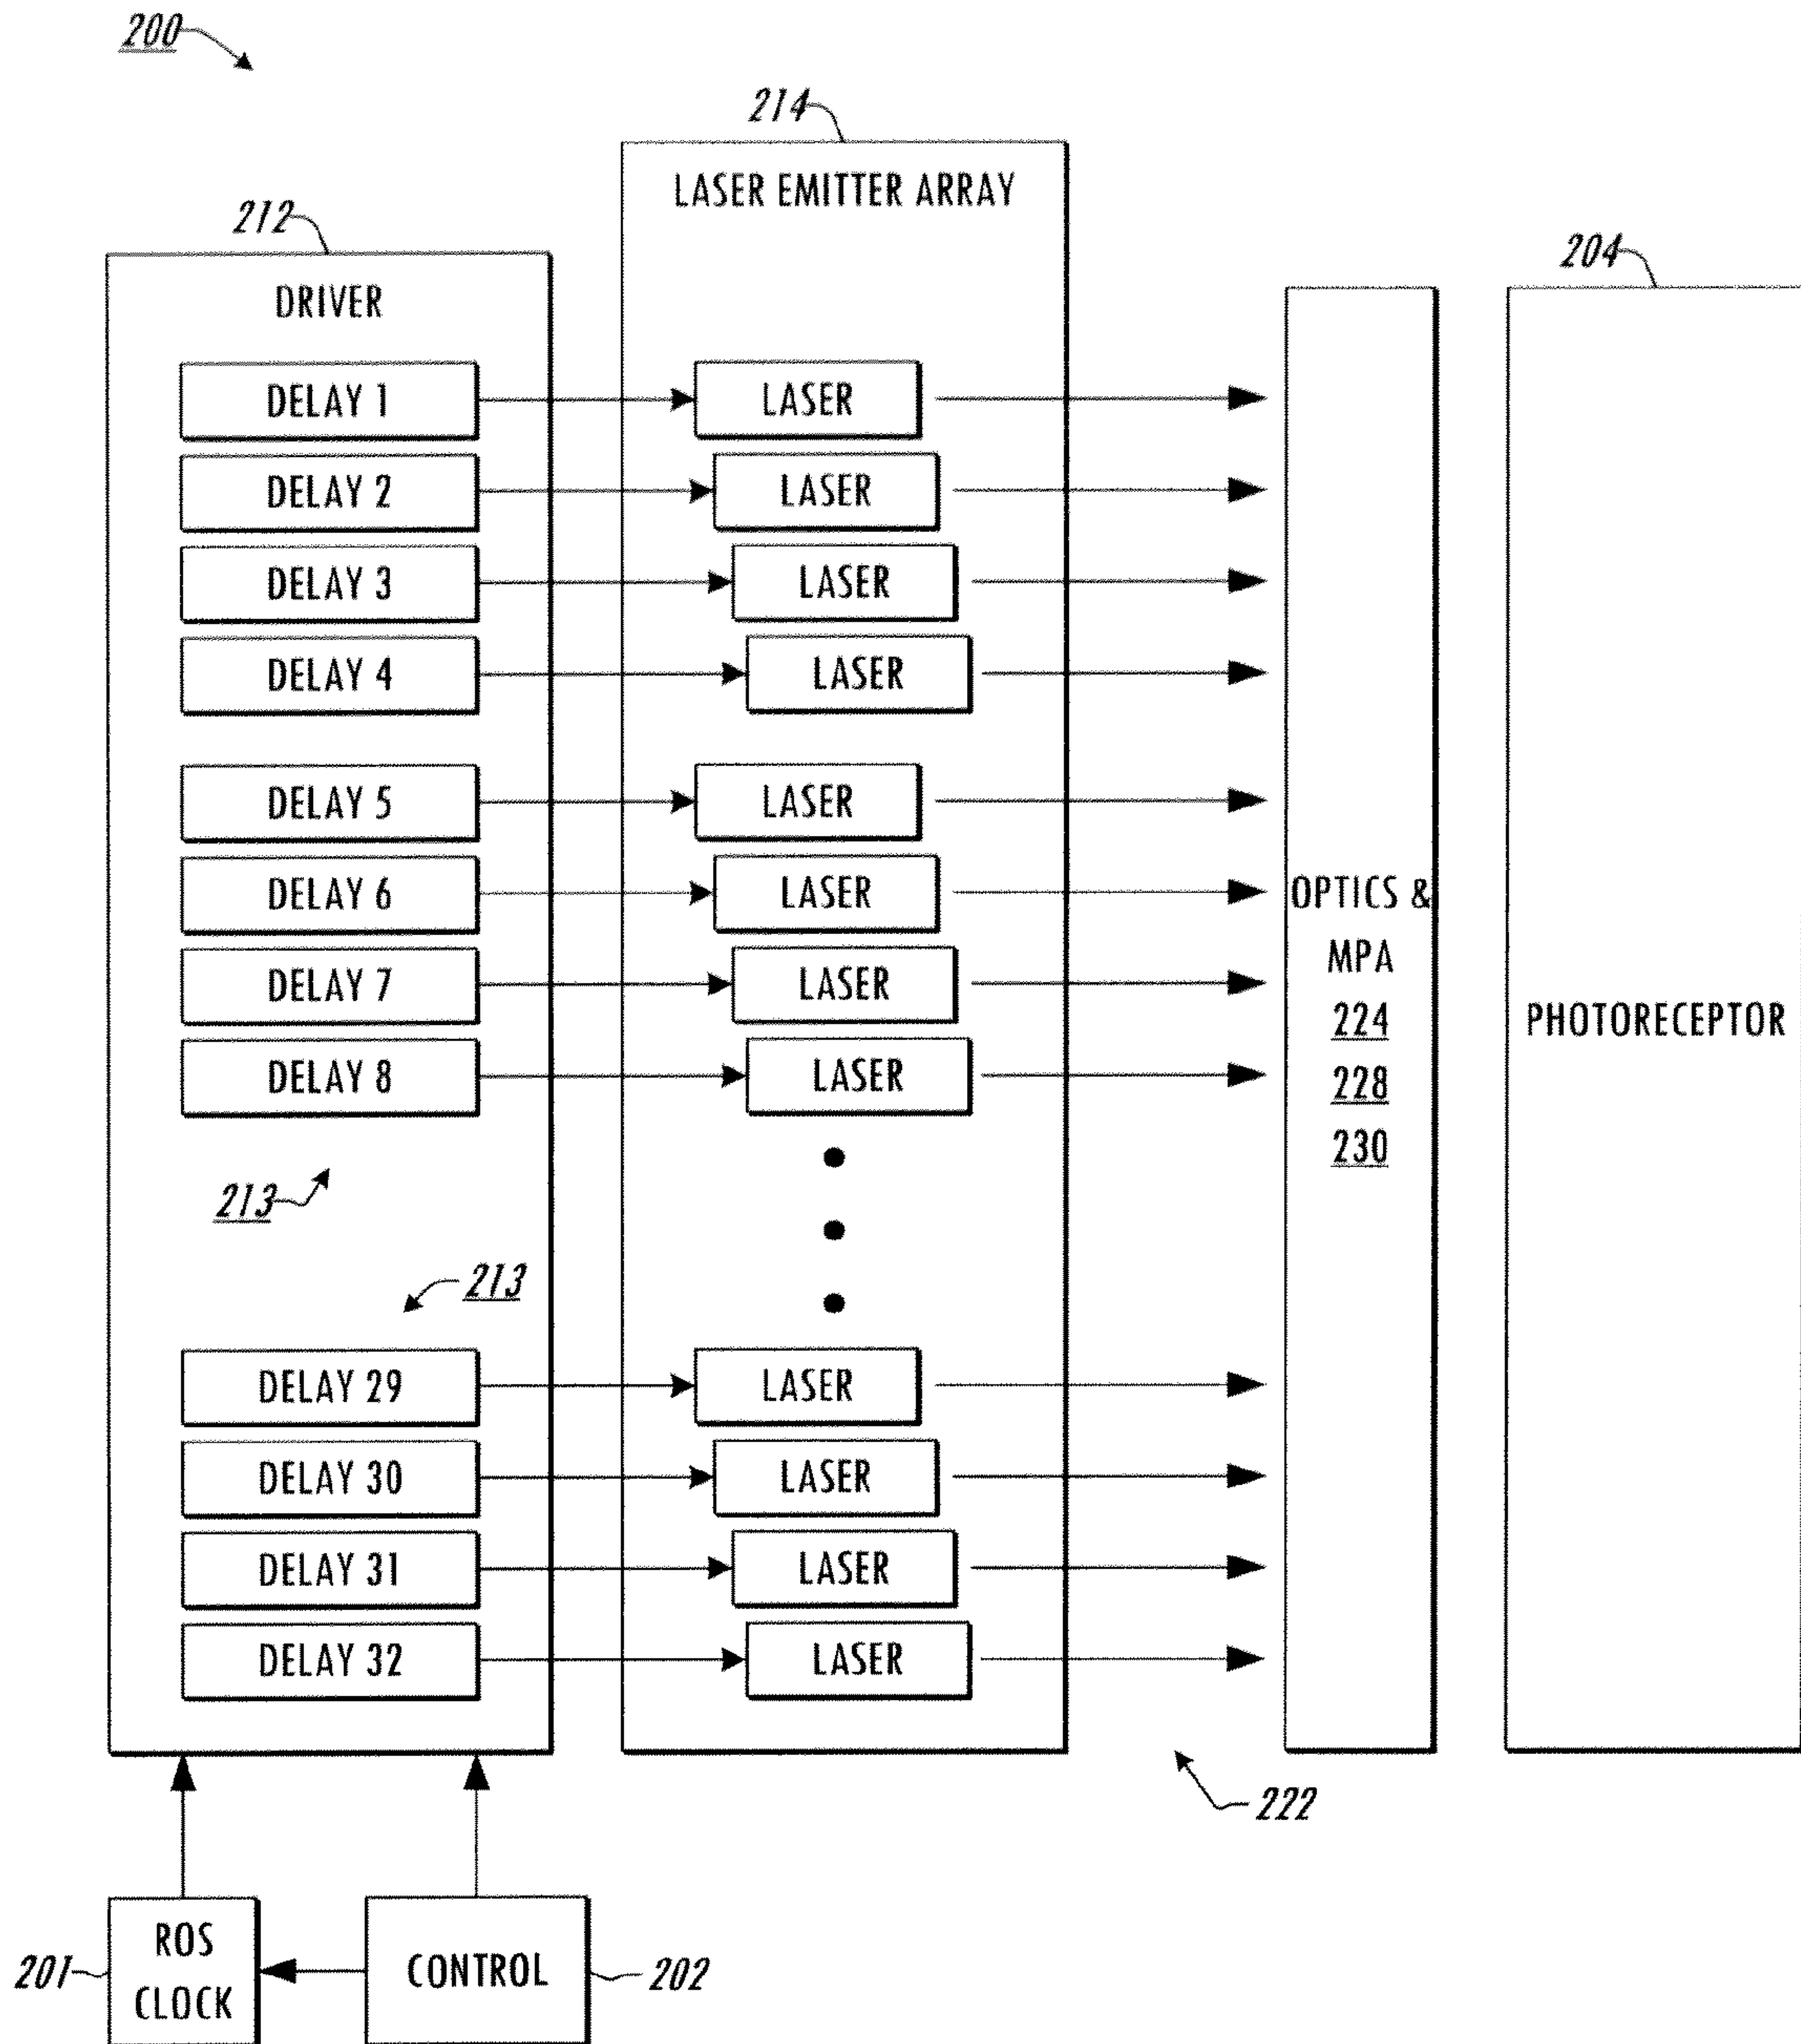 200
214
LASER EMITTER ARRAY
212
DRIVER
204
DELAY 1
LASER
DELAY 2
LASER
DELAY 3
LASER
DELAY 4
LASER
DELAY 5
LASER
DELAY 6
LASER
DELAY 7
LASER
DELAY 8
LASER
OPTICS &
MPA
224
228
230
PHOTORECEPTOR
213
213
DELAY 29
LASER
DELAY 30
LASER
DELAY 31
LASER
DELAY 32
LASER
222
201
ROS
CLOCK
CONTROL
202